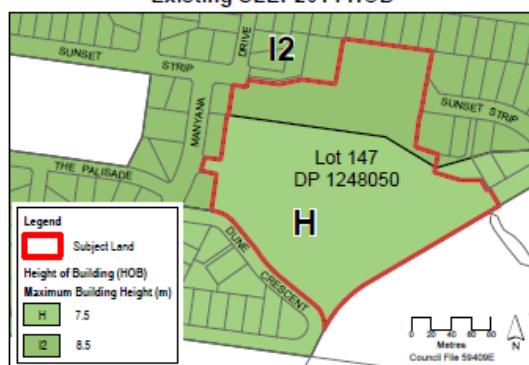 Existing SLEP 2014 HOB
SUNSET
STRIP
DRIVE
I2
MANYANA
SUNSET STRIP
THE PALISADE
Lot 147
DP 1248050
H
DUNE
CRESCENT
Legend
Subject Land
Height of Building (HOB)
Maximum Building Height (m)
H 7.5
I2 8.5
0 20 40 60 80
Metres
Council File 59409E
N